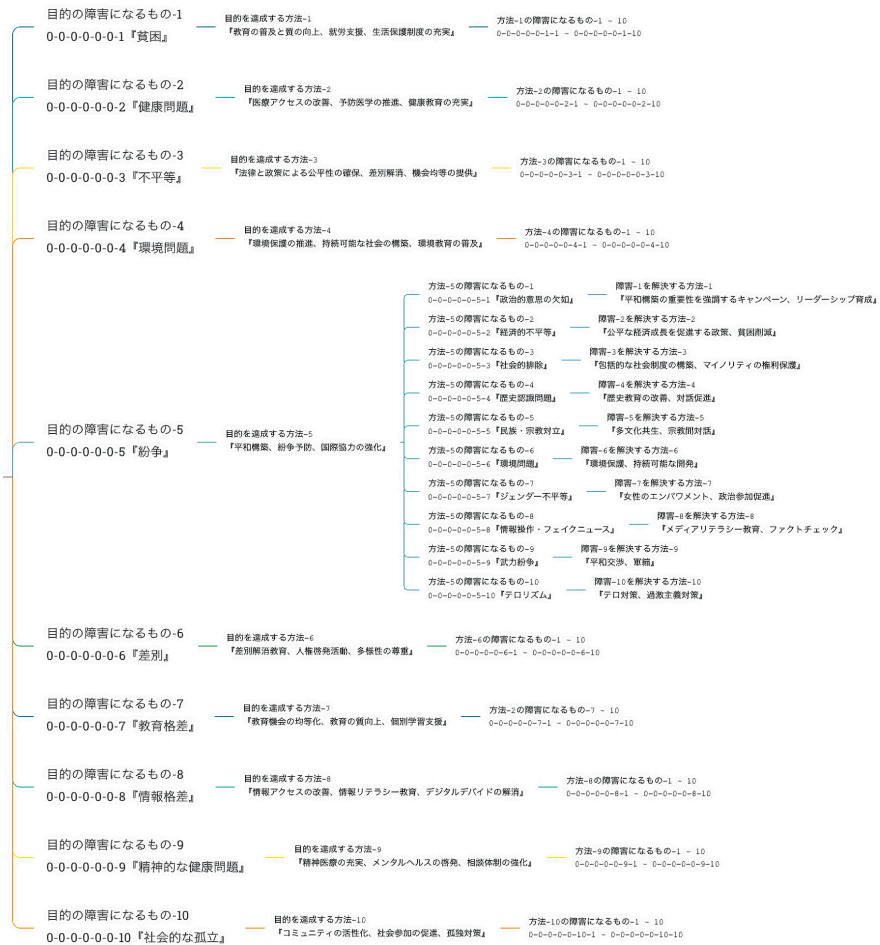 目的の障害になるもの-1
0-0-0-0-0-0-1『貧困』
目的を達成する方法-1
『教育の普及と質の向上、就労支援、生活保護制度の充実』
方法-1の障害になるもの-1 ~ 10
0-0-0-0-0-1-1 ~ 0-0-0-0-0-1-10
目的の障害になるもの-2
0-0-0-0-0-0-2『健康問題』
目的を達成する方法-2
『医療アクセスの改善、予防医学の推進、健康教育の充実』
方法-2の障害になるもの-1 ~ 10
0-0-0-0-0-2-1 ~ 0-0-0-0-0-2-10
目的の障害になるもの-3
0-0-0-0-0-0-3『不平等』
目的を達成する方法-3
『法律と政策による公平性の確保、差別解消、機会均等の提供』
方法-3の障害になるもの-1 ~ 10
0-0-0-0-0-3-1 ~ 0-0-0-0-0-3-10
目的の障害になるもの-4
0-0-0-0-0-0-4『環境問題』
目的を達成する方法-4
『環境保護の推進、持続可能な社会の構築、環境教育の普及』
方法-4の障害になるもの-1 ~ 10
0-0-0-0-0-4-1 ~ 0-0-0-0-0-4-10
目的の障害になるもの-5
0-0-0-0-0-0-5『紛争』
目的を達成する方法-5
『平和構築、紛争予防、国際協力の強化』
方法-5の障害になるもの-1
0-0-0-0-0-5-1『政治的意思の欠如』
障害-1を解決する方法-1
『平和構築の重要性を強調するキャンペーン、リーダーシップ育成』
方法-5の障害になるもの-2
0-0-0-0-0-5-2『経済的不平等』
障害-2を解決する方法-2
『公平な経済成長を促進する政策、貧困削減』
方法-5の障害になるもの-3
0-0-0-0-0-5-3『社会的排除』
障害-3を解決する方法-3
『包括的な社会制度の構築、マイノリティの権利保護』
方法-5の障害になるもの-4
0-0-0-0-0-5-4『歴史認識問題』
障害-4を解決する方法-4
『歴史教育の改善、対話促進』
方法-5の障害になるもの-5
0-0-0-0-0-5-5『民族・宗教対立』
障害-5を解決する方法-5
『多文化共生、宗教間対話』
方法-5の障害になるもの-6
0-0-0-0-0-5-6『環境問題』
障害-6を解決する方法-6
『環境保護、持続可能な開発』
方法-5の障害になるもの-7
0-0-0-0-0-5-7『ジェンダー不平等』
障害-7を解決する方法-7
『女性のエンパワメント、政治参加促進』
方法-5の障害になるもの-8
0-0-0-0-0-5-8『情報操作・フェイクニュース』
障害-8を解決する方法-8
『メディアリテラシー教育、ファクトチェック』
方法-5の障害になるもの-9
0-0-0-0-0-5-9『武力紛争』
障害-9を解決する方法-9
『平和交渉、軍縮』
方法-5の障害になるもの-10
0-0-0-0-0-5-10『テロリズム』
障害-10を解決する方法-10
『テロ対策、過激主義対策』
目的の障害になるもの-6
0-0-0-0-0-0-6『差別』
目的を達成する方法-6
『差別解消教育、人権啓発活動、多様性の尊重』
方法-6の障害になるもの-1 ~ 10
0-0-0-0-0-6-1 ~ 0-0-0-0-0-6-10
目的の障害になるもの-7
0-0-0-0-0-0-7『教育格差』
目的を達成する方法-7
『教育機会の均等化、教育の質向上、個別学習支援』
方法-2の障害になるもの-7 ~ 10
0-0-0-0-0-7-1 ~ 0-0-0-0-0-7-10
目的の障害になるもの-8
0-0-0-0-0-0-8『情報格差』
目的を達成する方法-8
『情報アクセスの改善、情報リテラシー教育、デジタルデバイドの解消』
方法-8の障害になるもの-1 ~ 10
0-0-0-0-0-8-1 ~ 0-0-0-0-0-8-10
目的の障害になるもの-9
0-0-0-0-0-0-9『精神的な健康問題』
目的を達成する方法-9
『精神医療の充実、メンタルヘルスの啓発、相談体制の強化』
方法-9の障害になるもの-1 ~ 10
0-0-0-0-0-9-1 ~ 0-0-0-0-0-9-10
目的の障害になるもの-10
0-0-0-0-0-0-10『社会的な孤立』
目的を達成する方法-10
『コミュニティの活性化、社会参加の促進、孤独対策』
方法-10の障害になるもの-1 ~ 10
0-0-0-0-0-10-1 ~ 0-0-0-0-0-10-10